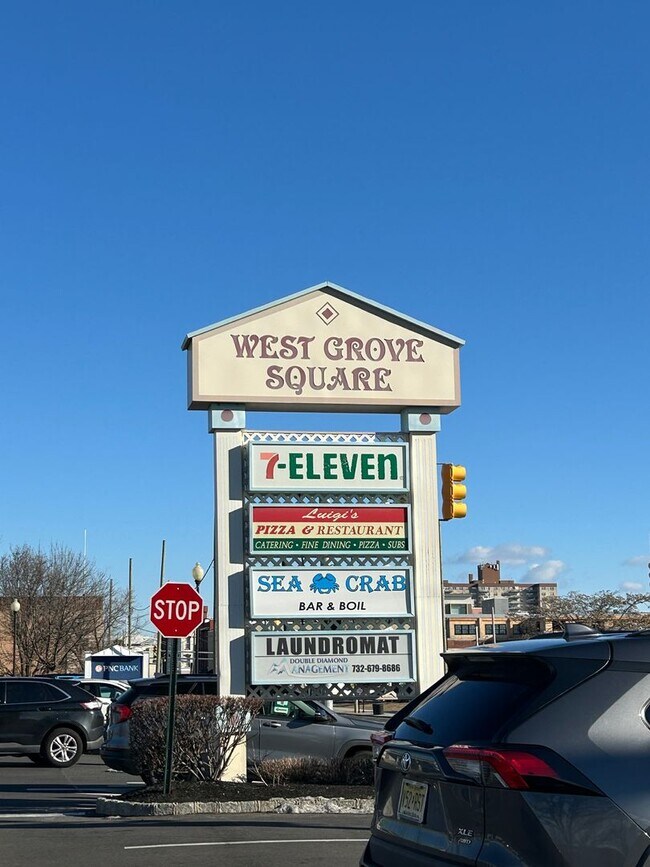 WEST GROVE
SQUARE
7-ELEVEN
Luigi's
PIZZA & RESTAURANT
CATERING • FINE DINING • PIZZA • SUBS
SEA CRAB
BAR & BOIL
LAUNDROMAT
DOUBLE DIAMOND
MANAGEMENT 732-679-8686
STOP
PNC BANK
XLE